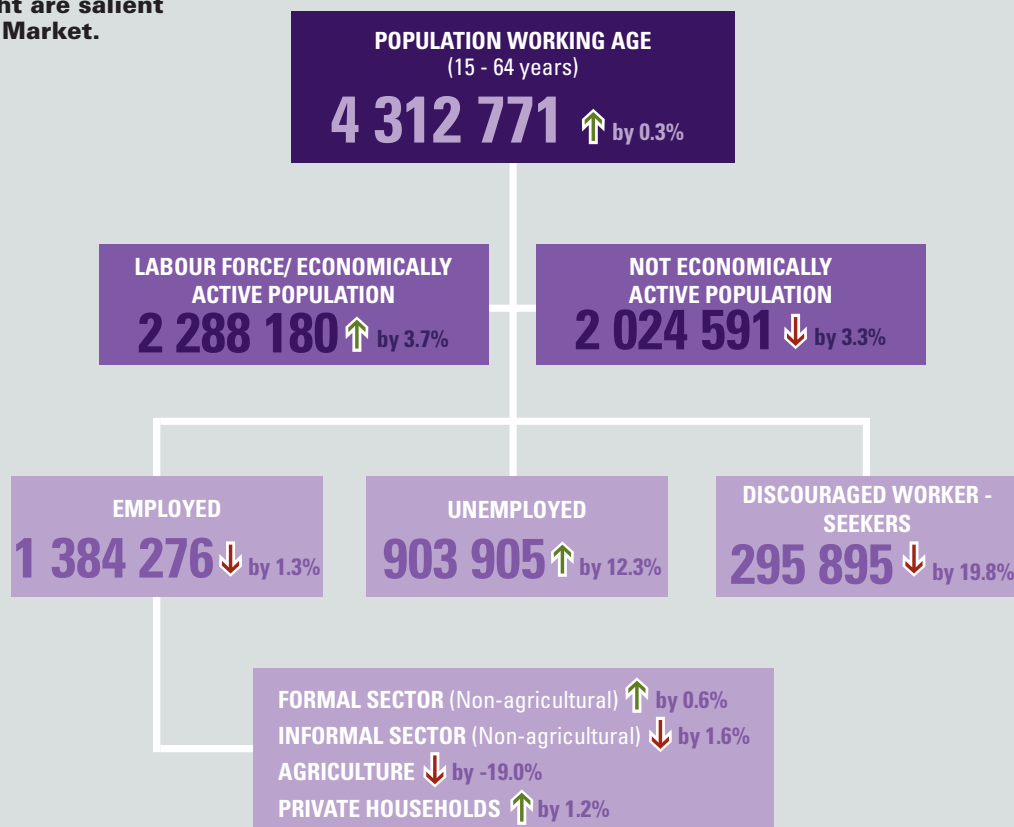 ht are salient
Market.
POPULATION WORKING AGE
(15 - 64 years)
4 312 771 by 0.3%
LABOUR FORCE/ ECONOMICALLY
ACTIVE POPULATION
2 288 180 by 3.7%
NOT ECONOMICALLY
ACTIVE POPULATION
2 024 591 by 3.3%
EMPLOYED
1 384 276 by 1.3%
UNEMPLOYED
903 905 by 12.3%
DISCOURAGED WORKER -
SEEKERS
295 895 by 19.8%
FORMAL SECTOR (Non-agricultural) by 0.6%
INFORMAL SECTOR (Non-agricultural) by 1.6%
AGRICULTURE by -19.0%
PRIVATE HOUSEHOLDS by 1.2%